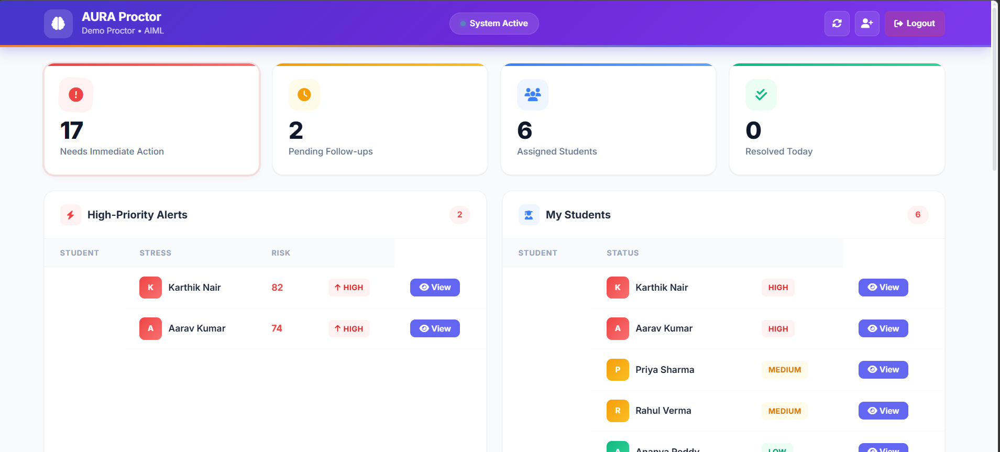 AURA Proctor
Demo Proctor • AIML
System Active
Logout
17
Needs Immediate Action
2
Pending Follow-ups
6
Assigned Students
0
Resolved Today
High-Priority Alerts
2
STUDENT STRESS RISK
K Karthik Nair 82 ↑ HIGH View
A Aarav Kumar 74 ↑ HIGH View
My Students
6
STUDENT STATUS
K Karthik Nair HIGH View
A Aarav Kumar HIGH View
P Priya Sharma MEDIUM View
R Rahul Verma MEDIUM View
A Ananya Reddy LOW View